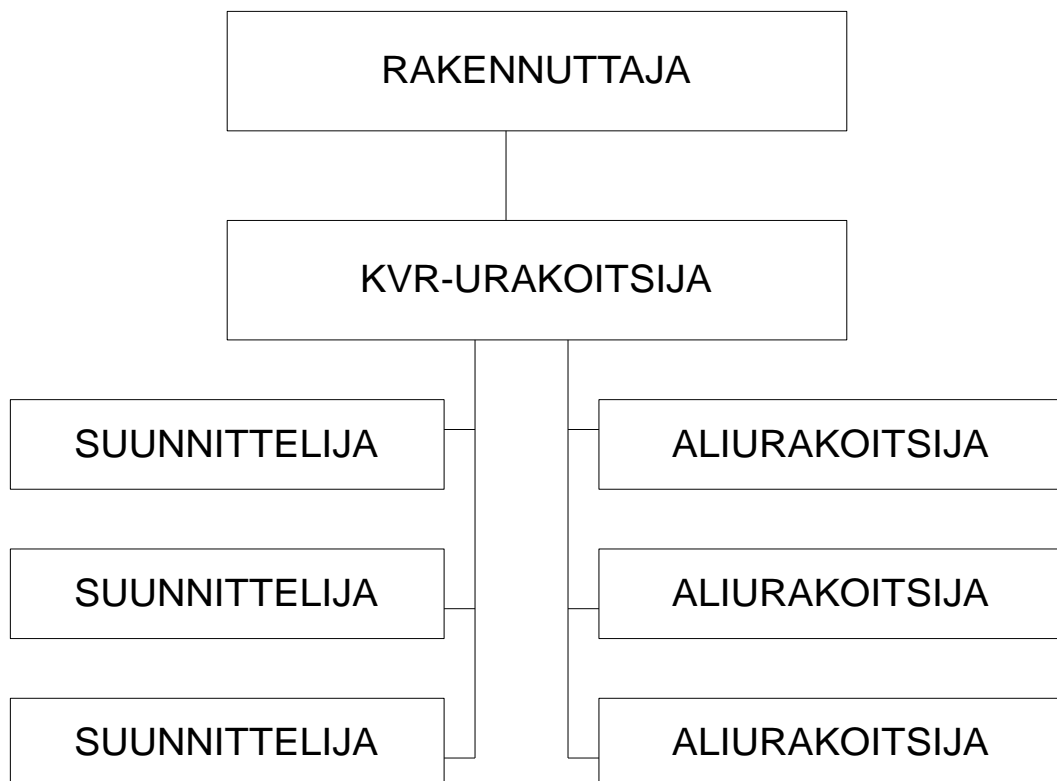 RAKENNUTTAJA
KVR-URAKOITSIJA
SUUNNITTELIJA
ALIURAKOITSIJA
SUUNNITTELIJA
ALIURAKOITSIJA
SUUNNITTELIJA
ALIURAKOITSIJA